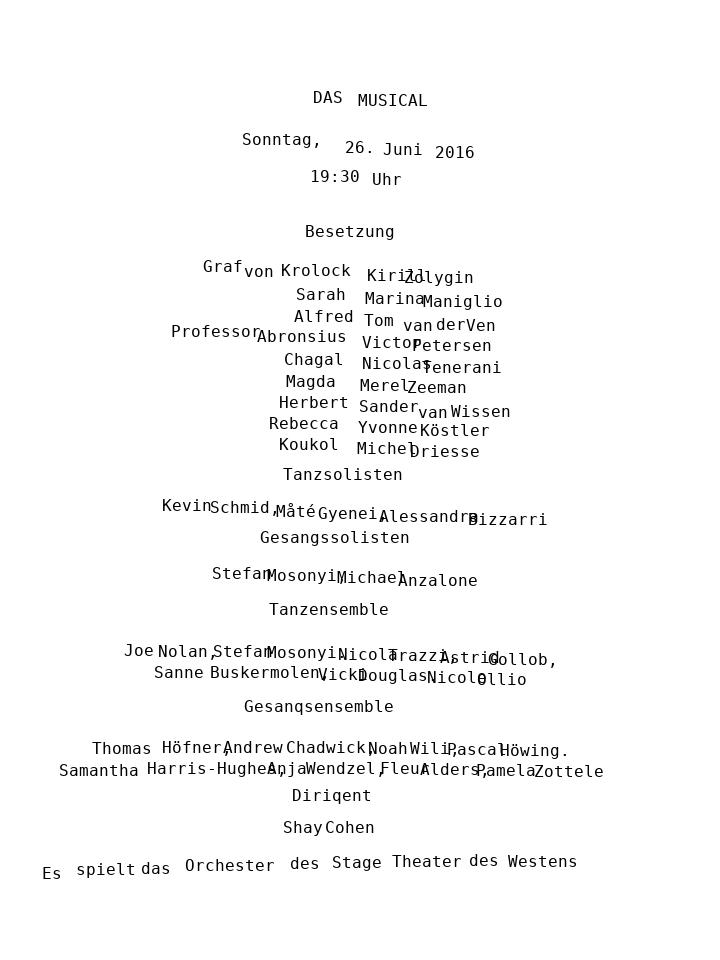 DAS MUSICAL
Sonntag, 26. Juni 2016
19:30 Uhr
Besetzung
Graf von Krolock Kirill Zolygin
Sarah Marina Maniglio
Alfred Tom van der Ven
Professor Abronsius Victor Petersen
Chagal Nicolas Tenerani
Magda Merel Zeeman
Herbert Sander van Wissen
Rebecca Yvonne Köstler
Koukol Michel Driesse
Tanzsolisten
Kevin Schmid, Måté Gyenei, Alessandro Bizzarri
Gesangssolisten
Stefan Mosonyi, Michael Anzalone
Tanzensemble
Joe Nolan, Stefan Mosonyi. Nicola Trazzi, Astrid Gollob,
Sanne Buskermolen, Vicki Douglas. Nicole Ollio
Gesanqsensemble
Thomas Höfner, Andrew Chadwick, Noah Wili, Pascal Höwing.
Samantha Harris-Hughes, Anja Wendzel, Fleur Alders, Pamela Zottele
Diriqent
Shay Cohen
Es spielt das Orchester des Stage Theater des Westens